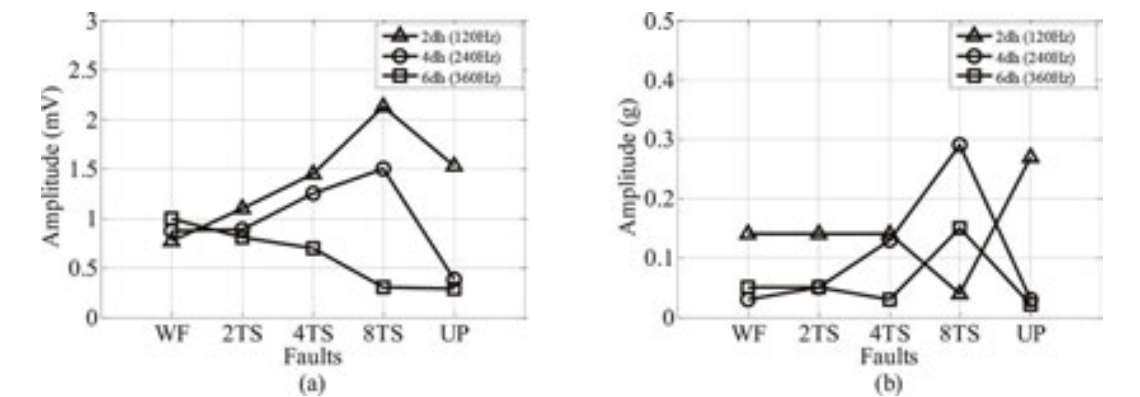 3
2.5
2
1.5
1
0.5
0
Amplitude (mV)
2dh (120Hz)
4dh (240Hz)
6dh (360Hz)
WF 2TS 4TS 8TS UP
Faults
(a)
0.5
0.4
0.3
0.2
0.1
0
Amplitude (g)
2dh (120Hz)
4dh (240Hz)
6dh (360Hz)
WF 2TS 4TS 8TS UP
Faults
(b)